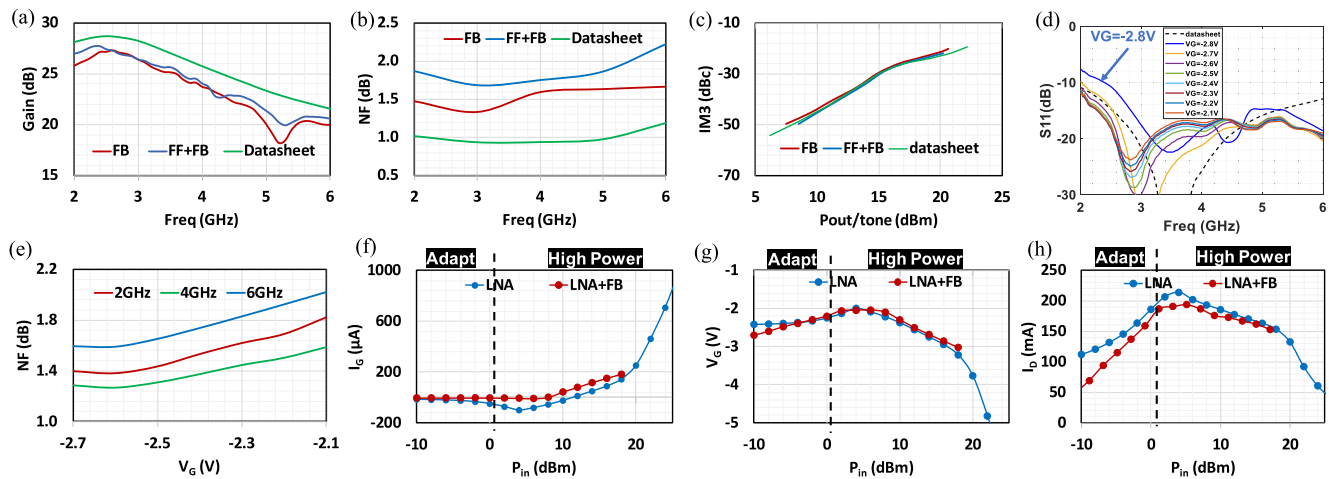 (a)
30
25
20
15
Gain (dB)
FB FF+FB Datasheet
2 3 4 5 6
Freq (GHz)
(b)
2.5
2.0
1.5
1.0
0.5
NF (dB)
FB FF+FB Datasheet
2 3 4 5 6
Freq (GHz)
(c)
-10
-30
-50
-70
IM3 (dBc)
FB FF+FB datasheet
5 10 15 20 25
Pout/tone (dBm)
(d)
0
-10
-20
-30
S11(dB)
VG=-2.8V
datasheet
VG=-2.8V
VG=-2.7V
VG=-2.6V
VG=-2.5V
VG=-2.4V
VG=-2.3V
VG=-2.2V
VG=-2.1V
2 3 4 5 6
Freq (GHz)
(e)
2.2
1.8
1.4
1.0
NF (dB)
2GHz 4GHz 6GHz
-2.7 -2.5 -2.3 -2.1
VG (V)
(f)
Adapt High Power
LNA LNA+FB
1000
600
200
-200
IG (µA)
-10 0 10 20
Pin (dBm)
(g)
Adapt High Power
LNA LNA+FB
-1
-2
-3
-4
-5
VG (V)
-10 0 10 20
Pin (dBm)
(h)
Adapt High Power
LNA LNA+FB
250
200
150
100
50
0
ID (mA)
-10 0 10 20
Pin (dBm)